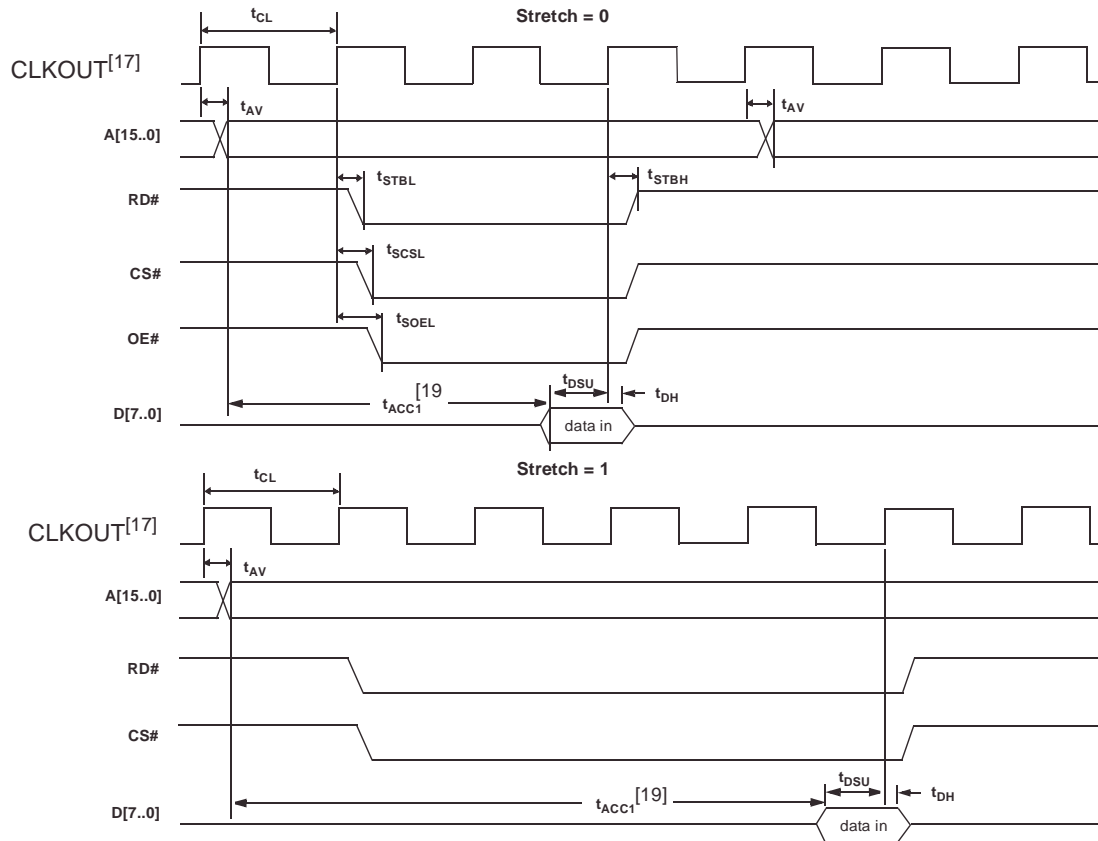 Stretch = 0
tCL
CLKOUT[17]
tAV
tAV
A[15..0]
tSTBL
tSTBH
RD#
tSCSL
CS#
tSOEL
OE#
tDSU
tACC1[19
tDH
D[7..0]
data in
Stretch = 1
tCL
CLKOUT[17]
tAV
A[15..0]
RD#
CS#
tDSU
tACC1[19]
tDH
D[7..0]
data in